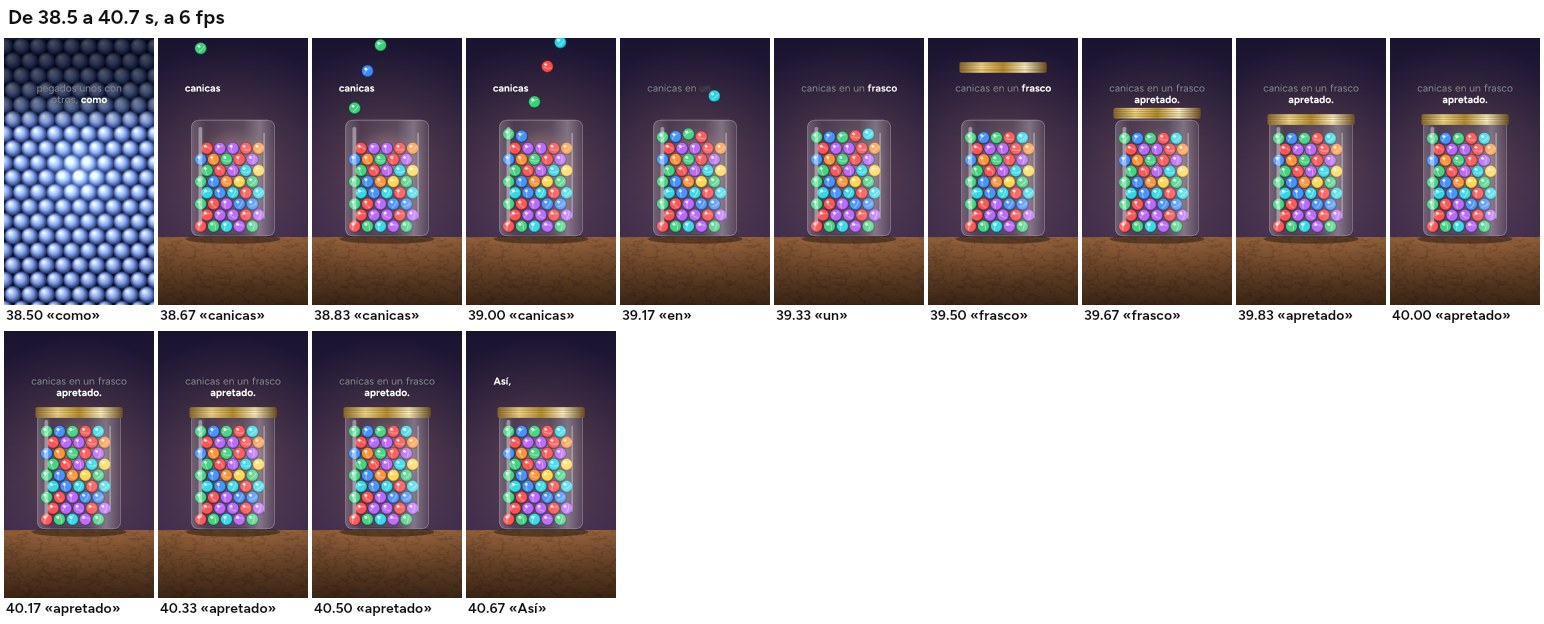 De 38.5 a 40.7 s, a 6 fps
pegados unos con
otros, como
canicas
canicas
canicas
canicas en un
canicas en un frasco
canicas en un frasco
canicas en un frasco
apretado.
canicas en un frasco
apretado.
canicas en un frasco
apretado.
38.50 «como»
38.67 «canicas»
38.83 «canicas»
39.00 «canicas»
39.17 «en»
39.33 «un»
39.50 «frasco»
39.67 «frasco»
39.83 «apretado»
40.00 «apretado»
canicas en un frasco
apretado.
canicas en un frasco
apretado.
canicas en un frasco
apretado.
Así,
40.17 «apretado»
40.33 «apretado»
40.50 «apretado»
40.67 «Así»